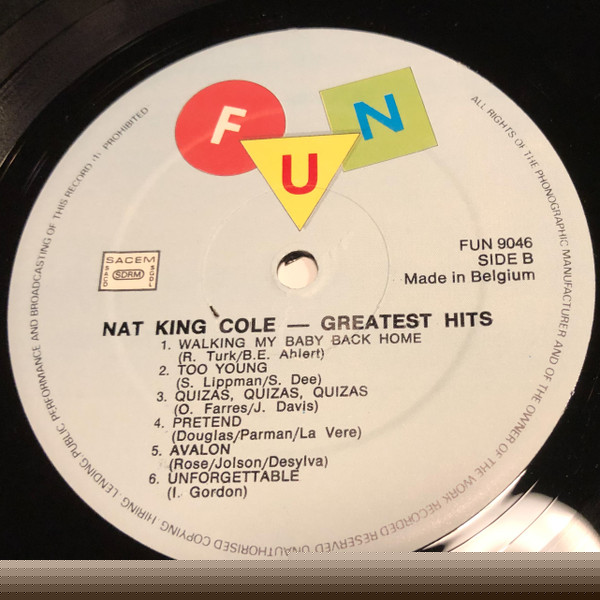 F
U
N
SACEM
SACD
SDRM
SGDL
FUN 9046
SIDE B
Made in Belgium
NAT KING COLE — GREATEST HITS
1. WALKING MY BABY BACK HOME
(R. Turk/B.E. Ahlert)
2. TOO YOUNG
(S. Lippman/S. Dee)
3. QUIZAS, QUIZAS, QUIZAS
(O. Farres/J. Davis)
4. PRETEND
(Douglas/Parman/La Vere)
5. AVALON
(Rose/Jolson/Desylva)
6. UNFORGETTABLE
(I. Gordon)
ALL RIGHTS OF THE PHONOGRAPHIC MANUFACTURER AND OF THE OWNER OF THE WORK RECORDED RESERVED UNAUTHORISED COPYING, HIRING, LENDING, PUBLIC PERFORMANCE AND BROADCASTING OF THIS RECORD :1: PROHIBITED